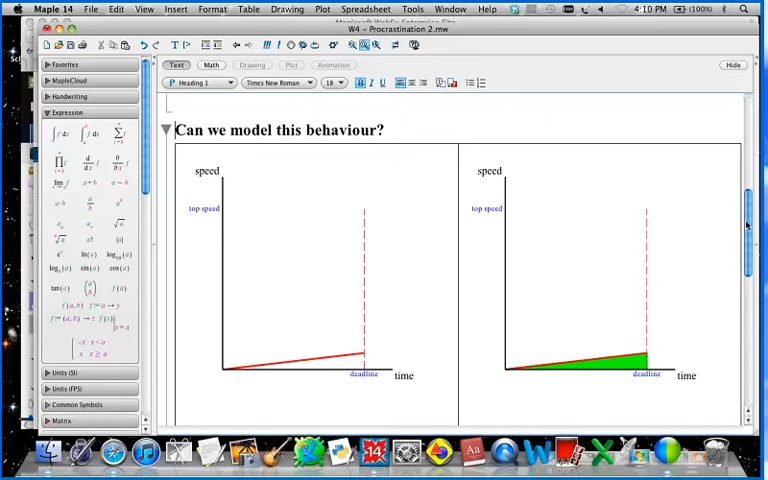 Maple 14 File Edit View Insert Format Table Drawing Plot Spreadsheet Tools Window 4:10 PM (100%)
W4 - Procrastination 2.mw
Favorites
MapleCloud
Handwriting
Expression
Units (SI)
Units (FPS)
Common Symbols
Matrix
Text Math Drawing Plot Animation Hide
P Heading 1 Times New Roman 18 B I U
Can we model this behaviour?
speed
top speed
deadline
time
speed
top speed
deadline
time
14
Aa